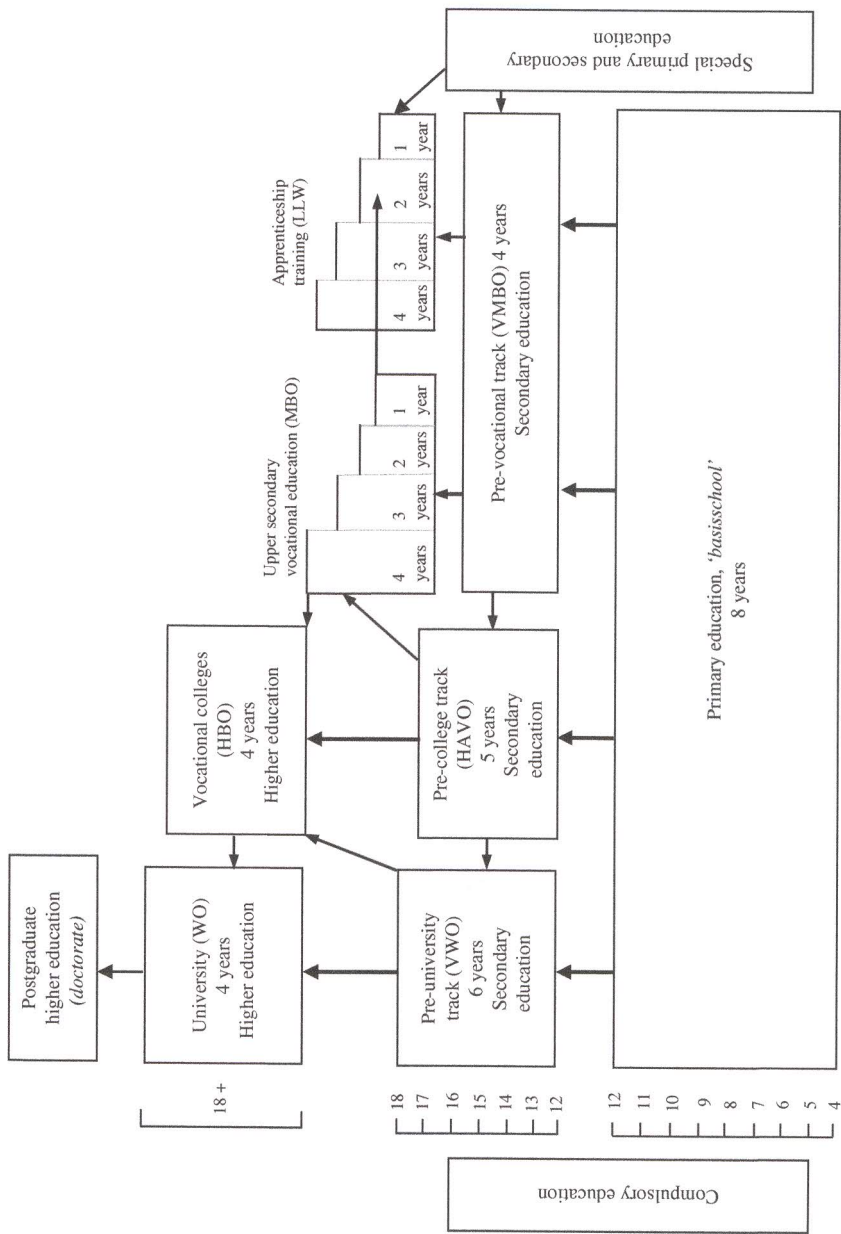 Postgraduate
higher education
(doctorate)
18 +
University (WO)
4 years
Higher education
Vocational colleges
(HBO)
4 years
Higher education
Upper secondary
vocational education (MBO)
4
years
3
years
2
years
1
year
Apprenticeship
training (LLW)
4
years
3
years
2
years
1
year
18
17
16
15
14
13
12
Pre-university
track (VWO)
6 years
Secondary
education
Pre-college track
(HAVO)
5 years
Secondary
education
Pre-vocational track (VMBO) 4 years
Secondary education
Special primary and secondary
education
Compulsory education
12
11
10
9
8
7
6
5
4
Primary education, ‘basisschool’
8 years